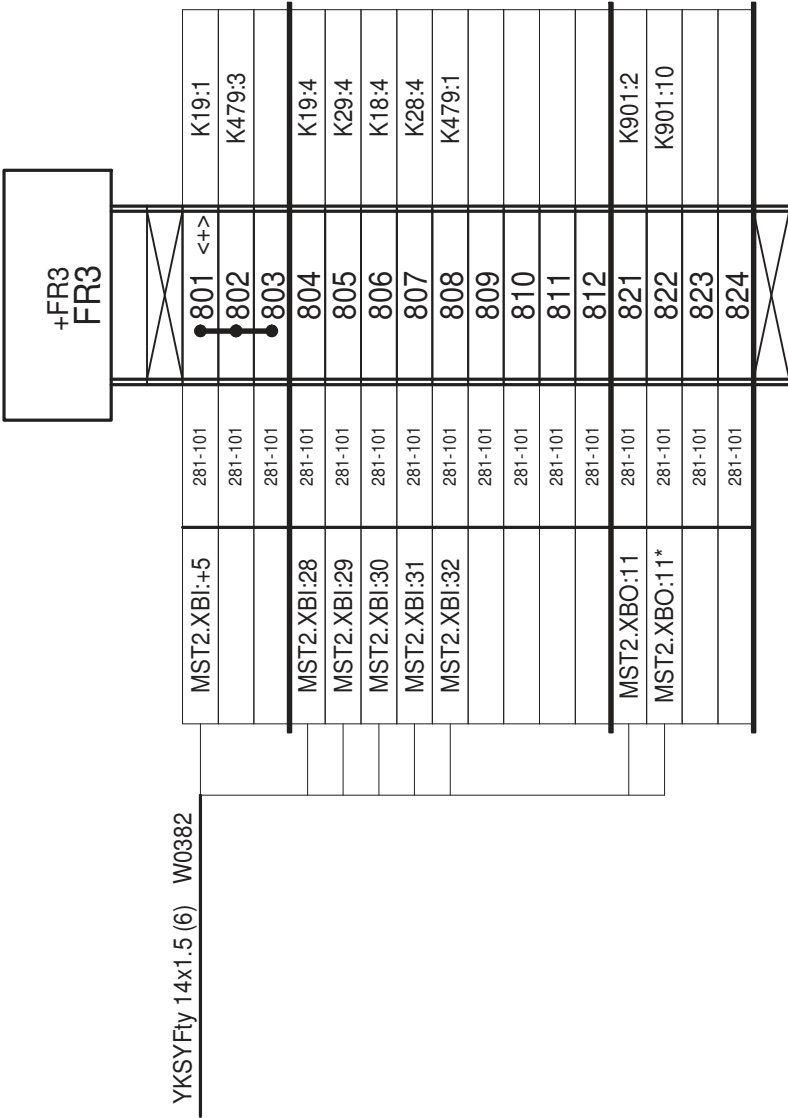 +FR3
FR3
MST2.XBI:+5 281-101 801 <+> K19:1
281-101 802 K479:3
281-101 803
MST2.XBI:28 281-101 804 K19:4
MST2.XBI:29 281-101 805 K29:4
MST2.XBI:30 281-101 806 K18:4
MST2.XBI:31 281-101 807 K28:4
MST2.XBI:32 281-101 808 K479:1
281-101 809
281-101 810
281-101 811
281-101 812
MST2.XBO:11 281-101 821 K901:2
MST2.XBO:11* 281-101 822 K901:10
281-101 823
281-101 824
YKSYFty 14x1.5 (6) W0382